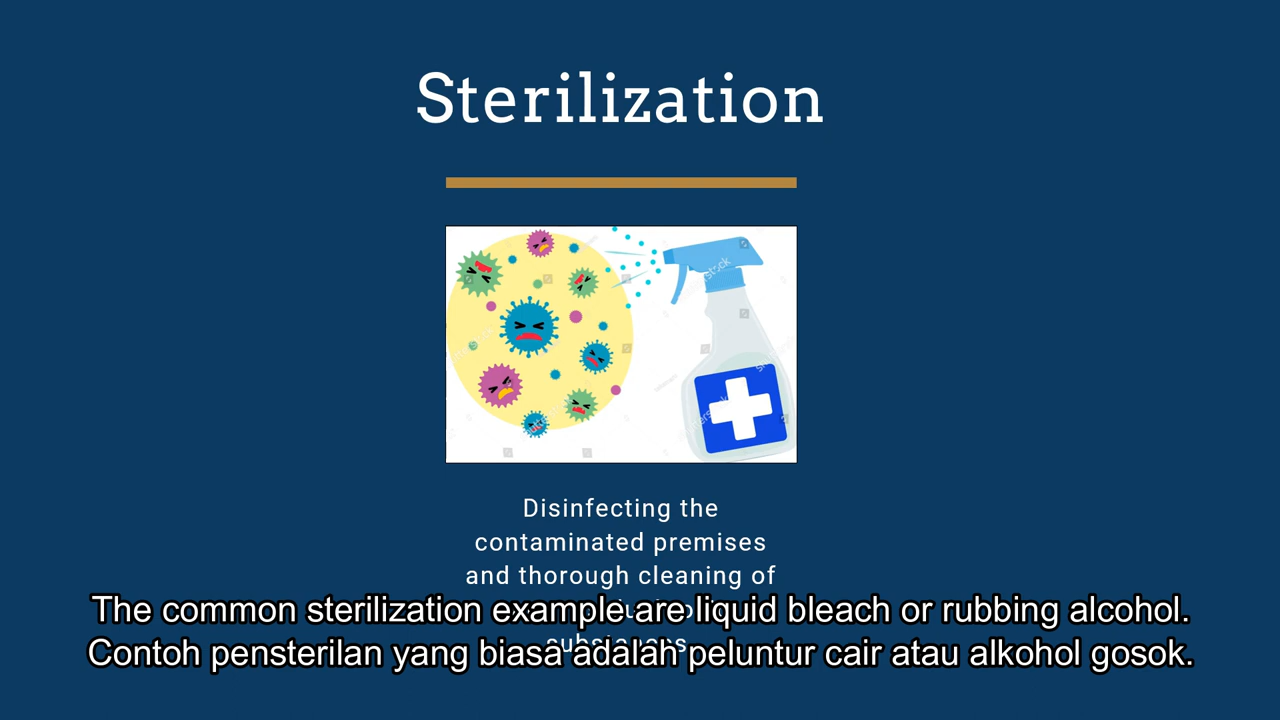 Sterilization
Disinfecting the
contaminated premises
and thorough cleaning of
The common sterilization example are liquid bleach or rubbing alcohol.
substances
Contoh pensterilan yang biasa adalah peluntur cair atau alkohol gosok.